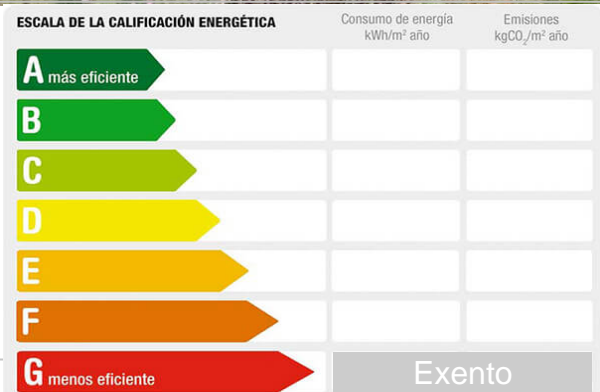 ESCALA DE LA CALIFICACIÓN ENERGÉTICA
Consumo de energía
kWh/m² año
Emisiones
kgCO₂/m² año
A más eficiente
B
C
D
E
F
G menos eficiente
Exento